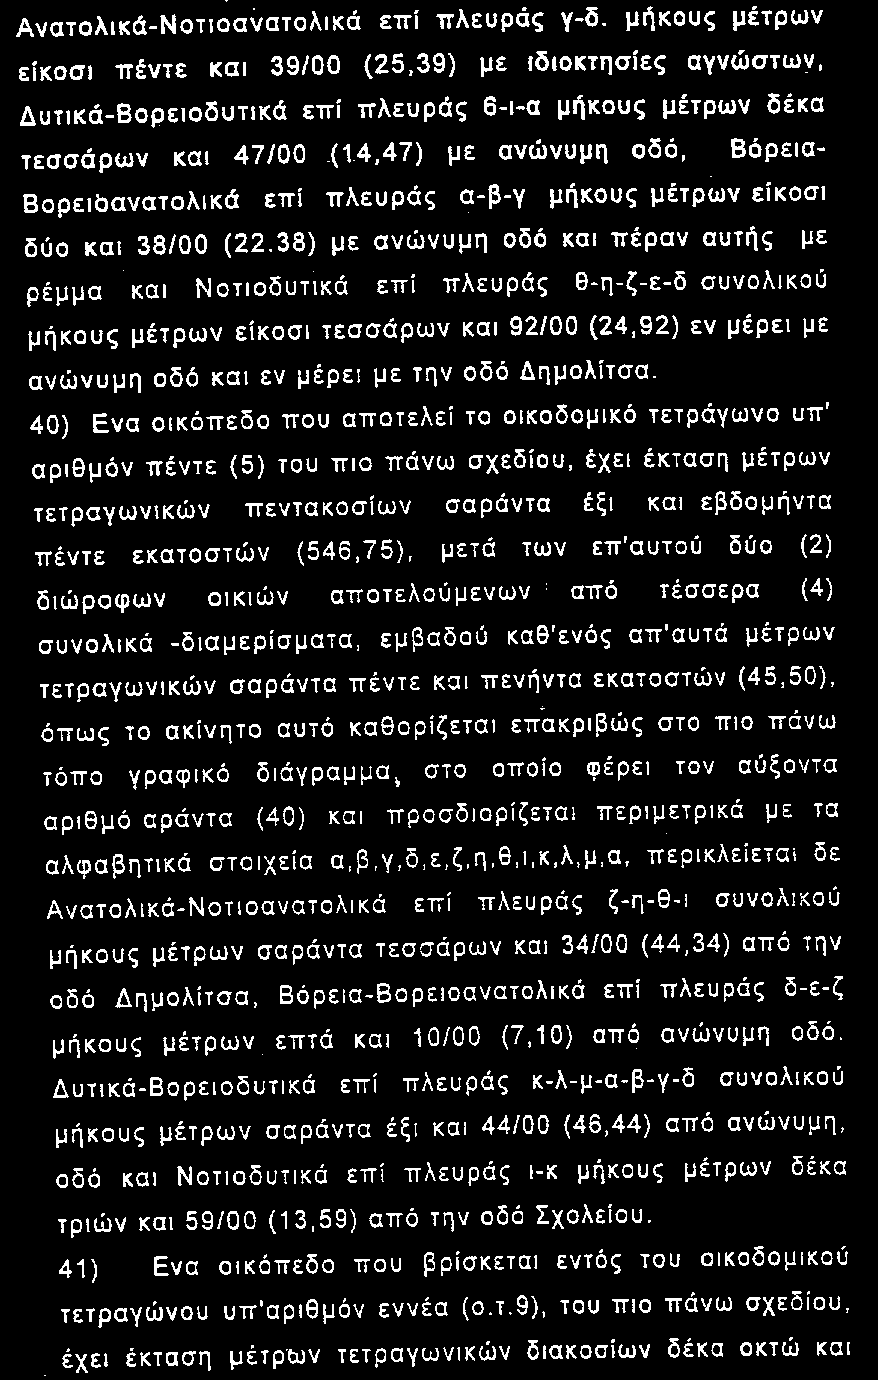 Ανατολικά-Νοτιοανατολικά επί πλευράς γ-δ. μήκους μέτρων
είκοσι πέντε και 39/00 (25,39) με ιδιοκτησίες αγνώστων,
Δυτικά-Βορειοδυτικά επί πλευράς θ-ι-α μήκους μέτρων δέκα
τεσσάρων και 47/00 (14,47) με ανώνυμη οδό, Βόρεια-
Βορειοανατολικά επί πλευράς α-β-γ μήκους μέτρων είκοσι
δύο και 38/00 (22.38) με ανώνυμη οδό και πέραν αυτής με
ρέμμα και Νοτιοδυτικά επί πλευράς θ-η-ζ-ε-δ συνολικού
μήκους μέτρων είκοσι τεσσάρων και 92/00 (24,92) εν μέρει με
ανώνυμη οδό και εν μέρει με την οδό Δημολίτσα.
40) Ενα οικόπεδο που αποτελεί το οικοδομικό τετράγωνο υπ'
αριθμόν πέντε (5) του πιο πάνω σχεδίου, έχει έκταση μέτρων
τετραγωνικών πεντακοσίων σαράντα έξι και εβδομήντα
πέντε εκατοστών (546,75), μετά των επ'αυτού δύο (2)
διώροφων οικιών αποτελούμενων από τέσσερα (4)
συνολικά -διαμερίσματα, εμβαδού καθ'ενός απ'αυτά μέτρων
τετραγωνικών σαράντα πέντε και πενήντα εκατοστών (45,50),
όπως το ακίνητο αυτό καθορίζεται επακριβώς στο πιο πάνω
τόπο γραφικό διάγραμμα, στο οποίο φέρει τον αύξοντα
αριθμό αράντα (40) και προσδιορίζεται περιμετρικά με τα
αλφαβητικά στοιχεία α,β,γ,δ,ε,ζ,η,θ,ι,κ,λ,μ,α, περικλείεται δε
Ανατολικά-Νοτιοανατολικά επί πλευράς ζ-η-θ-ι συνολικού
μήκους μέτρων σαράντα τεσσάρων και 34/00 (44,34) από την
οδό Δημολίτσα, Βόρεια-Βορειοανατολικά επί πλευράς δ-ε-ζ
μήκους μέτρων επτά και 10/00 (7,10) από ανώνυμη οδό.
Δυτικά-Βορειοδυτικά επί πλευράς κ-λ-μ-α-β-γ-δ συνολικού
μήκους μέτρων σαράντα έξι και 44/00 (46,44) από ανώνυμη,
οδό και Νοτιοδυτικά επί πλευράς ι-κ μήκους μέτρων δέκα
τριών και 59/00 (13,59) από την οδό Σχολείου.
41) Ενα οικόπεδο που βρίσκεται εντός του οικοδομικού
τετραγώνου υπ'αριθμόν εννέα (ο.τ.9), του πιο πάνω σχεδίου,
έχει έκταση μέτρων τετραγωνικών διακοσίων δέκα οκτώ και